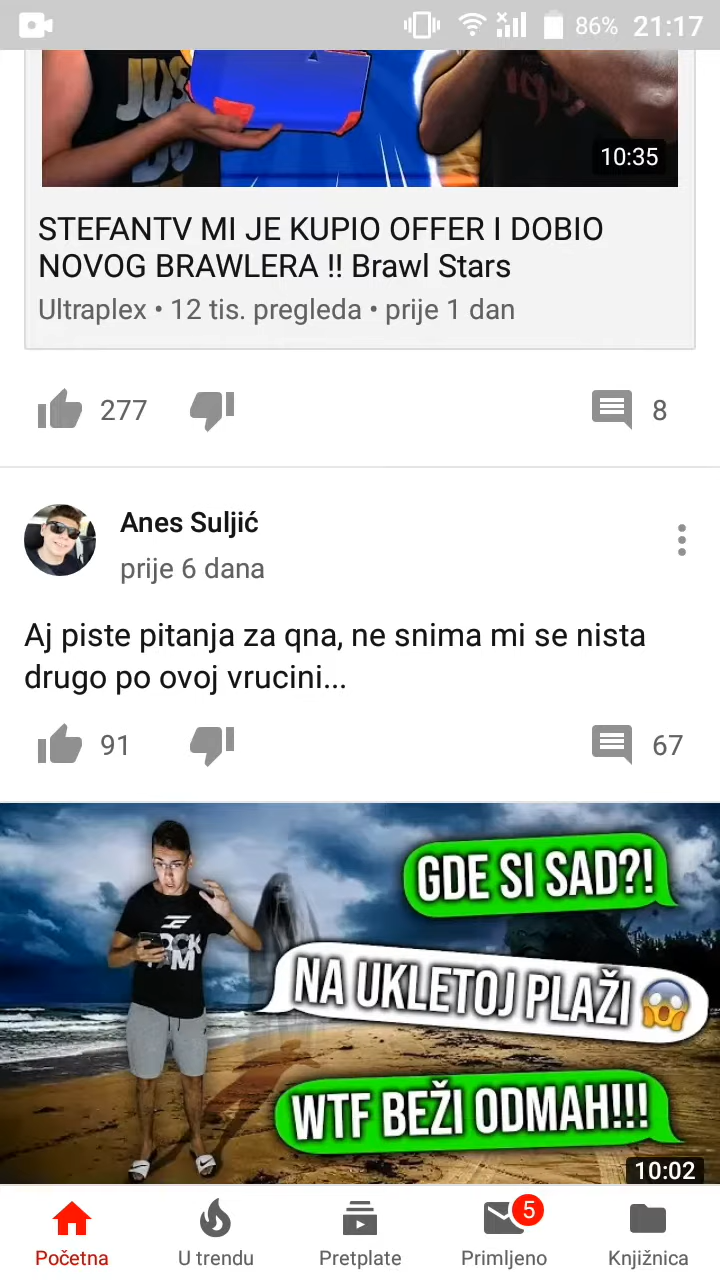 86% 21:17
JUS
DO
10:35
STEFANTV MI JE KUPIO OFFER I DOBIO
NOVOG BRAWLERA !! Brawl Stars
Ultraplex • 12 tis. pregleda • prije 1 dan
277
8
Anes Suljić
prije 6 dana
Aj piste pitanja za qna, ne snima mi se nista
drugo po ovoj vrucini...
91
67
GDE SI SAD?!
NA UKLETOJ PLAŽI
WTF BEŽI ODMAH!!!
10:02
5
Početna
U trendu
Pretplate
Primljeno
Knjižnica